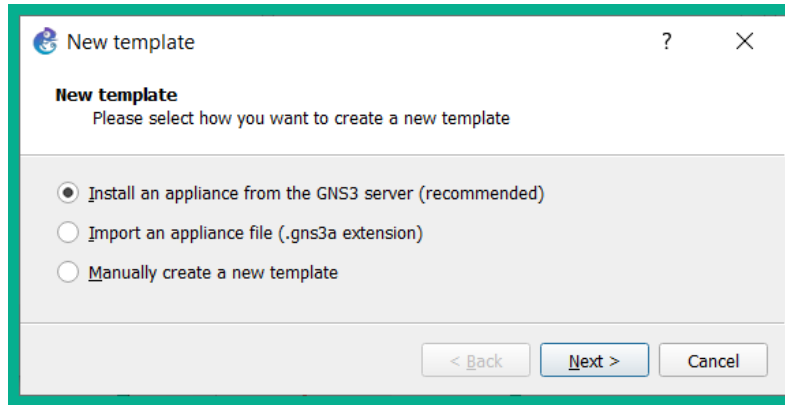 New template
?
New template
Please select how you want to create a new template
Install an appliance from the GNS3 server (recommended)
Import an appliance file (.gns3a extension)
Manually create a new template
< Back Next > Cancel